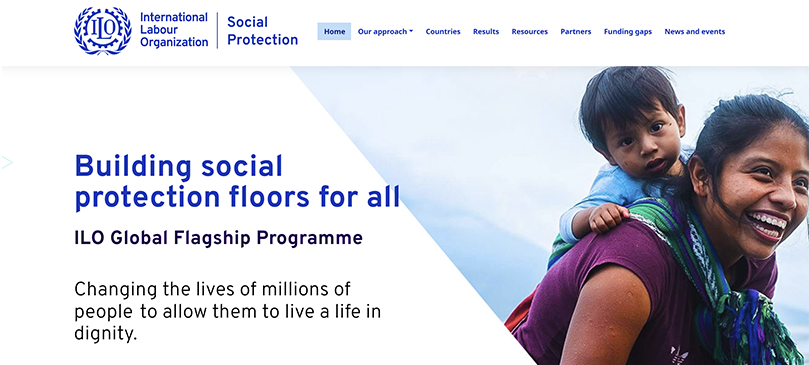 ILO
International
Labour
Organization
Social
Protection
Home Our approach Countries Results Resources Partners Funding gaps News and events
Building social
protection floors for all
ILO Global Flagship Programme
Changing the lives of millions of
people to allow them to live a life in
dignity.